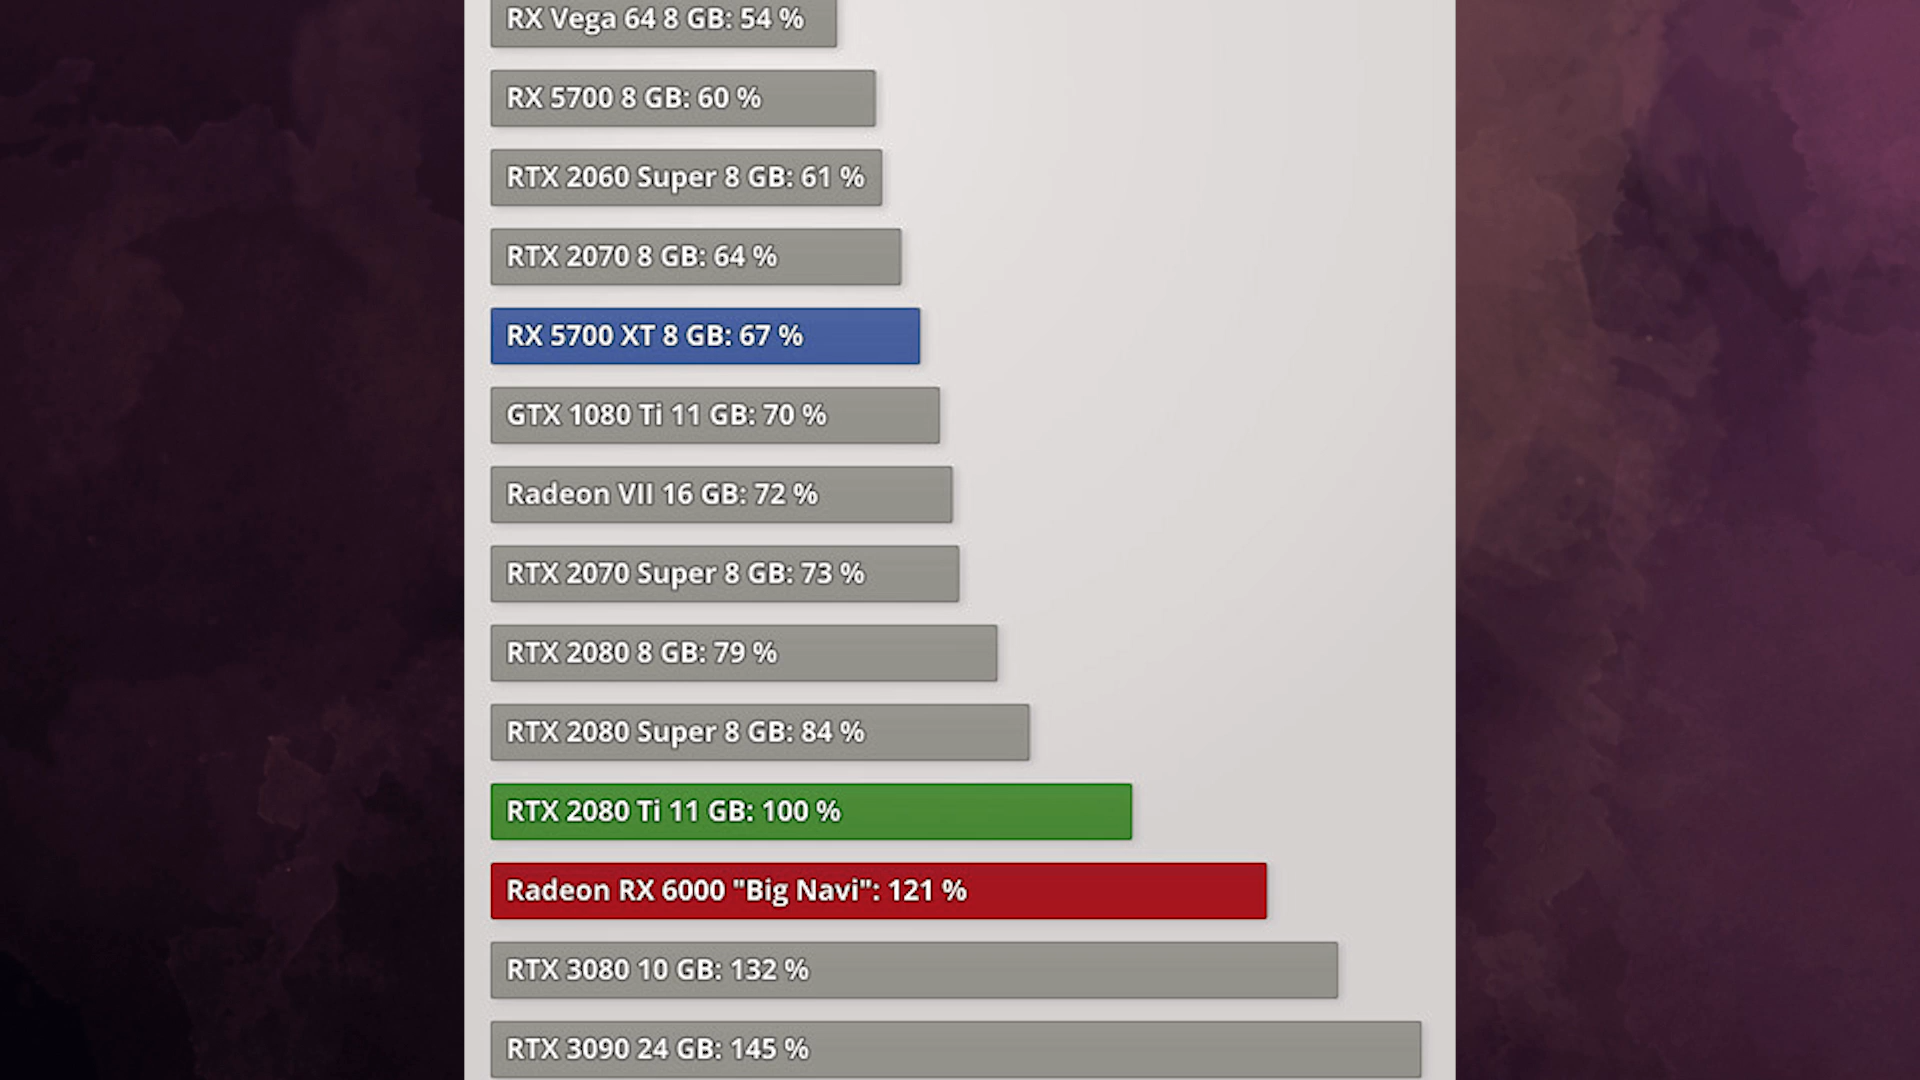 RX Vega 64 8 GB: 54 %
RX 5700 8 GB: 60 %
RTX 2060 Super 8 GB: 61 %
RTX 2070 8 GB: 64 %
RX 5700 XT 8 GB: 67 %
GTX 1080 Ti 11 GB: 70 %
Radeon VII 16 GB: 72 %
RTX 2070 Super 8 GB: 73 %
RTX 2080 8 GB: 79 %
RTX 2080 Super 8 GB: 84 %
RTX 2080 Ti 11 GB: 100 %
Radeon RX 6000 "Big Navi": 121 %
RTX 3080 10 GB: 132 %
RTX 3090 24 GB: 145 %